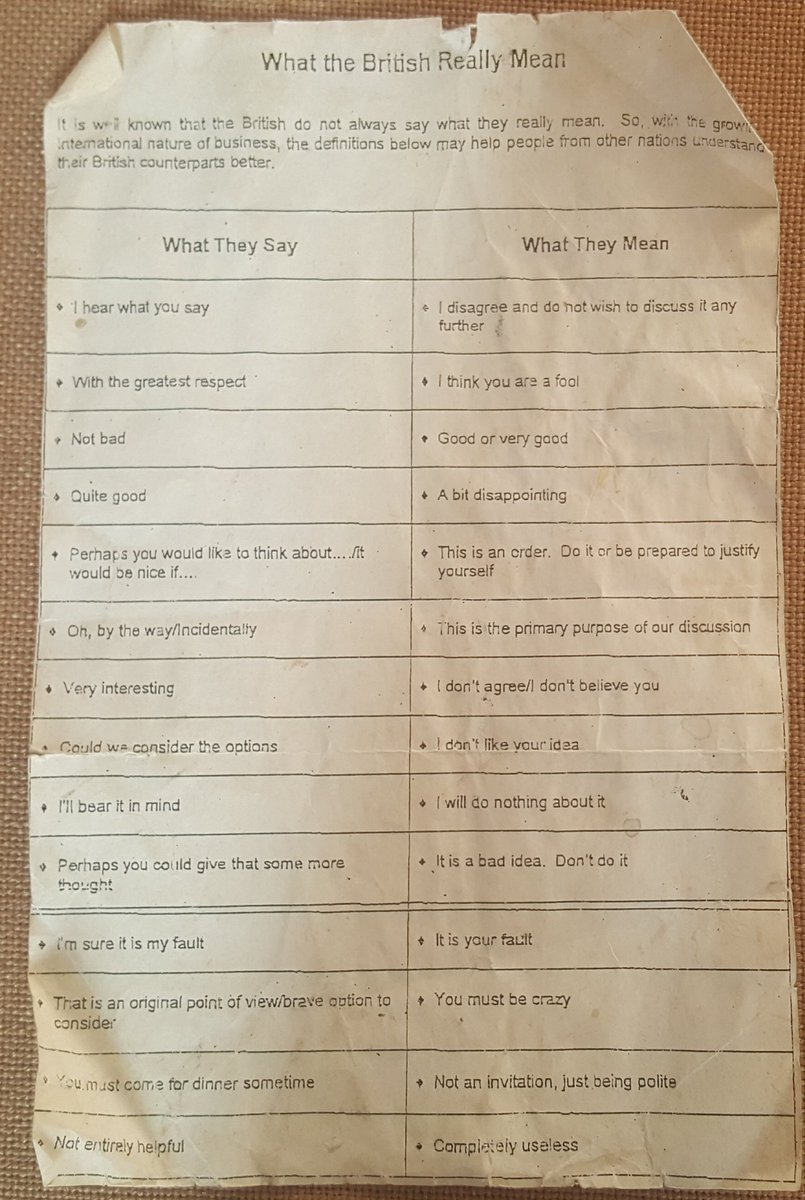 What the British Really Mean
It is well known that the British do not always say what they really mean. So, with the growi
international nature of business, the definitions below may help people from other nations understand
their British counterparts better.
What They Say
What They Mean
I hear what you say
I disagree and do not wish to discuss it any
further
With the greatest respect
I think you are a fool
Not bad
Good or very good
Quite good
A bit disappointing
Perhaps you would like to think about..../it
would be nice if....
This is an order. Do it or be prepared to justify
yourself
Oh, by the way/Incidentally
This is the primary purpose of our discussion
Very interesting
I don't agree/I don't believe you
Could we consider the options
I don't like your idea
I'll bear it in mind
I will do nothing about it
Perhaps you could give that some more
thought
It is a bad idea. Don't do it
I'm sure it is my fault
It is your fault
That is an original point of view/brave option to
consider
You must be crazy
You must come for dinner sometime
Not an invitation, just being polite
Not entirely helpful
Completely useless